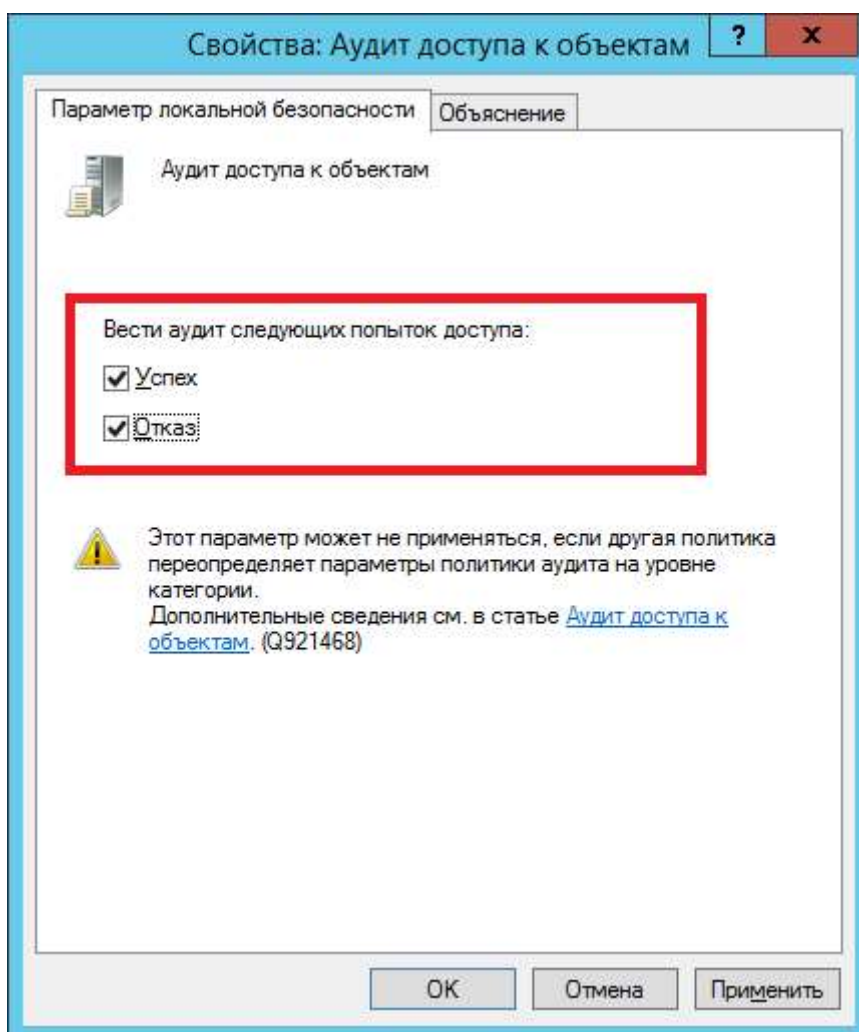 Свойства: Аудит доступа к объектам
?
x
Параметр локальной безопасности
Объяснение
Аудит доступа к объектам
Вести аудит следующих попыток доступа:
Успех
Отказ
Этот параметр может не применяться, если другая политика
переопределяет параметры политики аудита на уровне
категории.
Дополнительные сведения см. в статье Аудит доступа к
объектам. (Q921468)
OK
Отмена
Применить